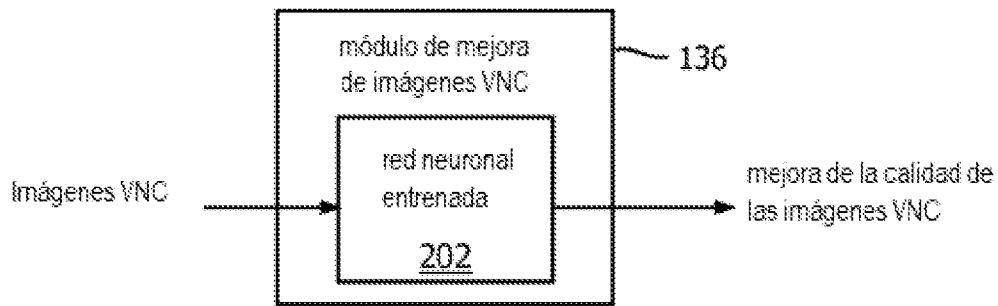 módulo de mejora
de imágenes VNC
136
red neuronal
entrenada
202
Imágenes VNC
mejora de la calidad de
las imágenes VNC